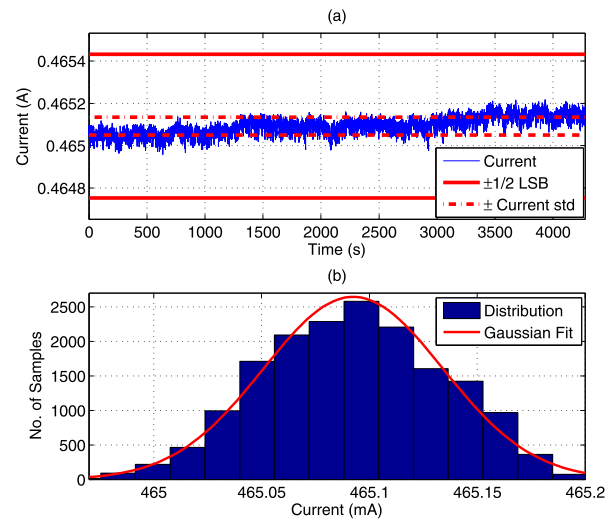 (a)
0.4654
0.4652
0.465
0.4648
Current (A)
Current
±1/2 LSB
± Current std
0 500 1000 1500 2000 2500 3000 3500 4000
Time (s)
(b)
2500
2000
1500
1000
500
0
No. of Samples
Distribution
Gaussian Fit
465 465.05 465.1 465.15 465.2
Current (mA)